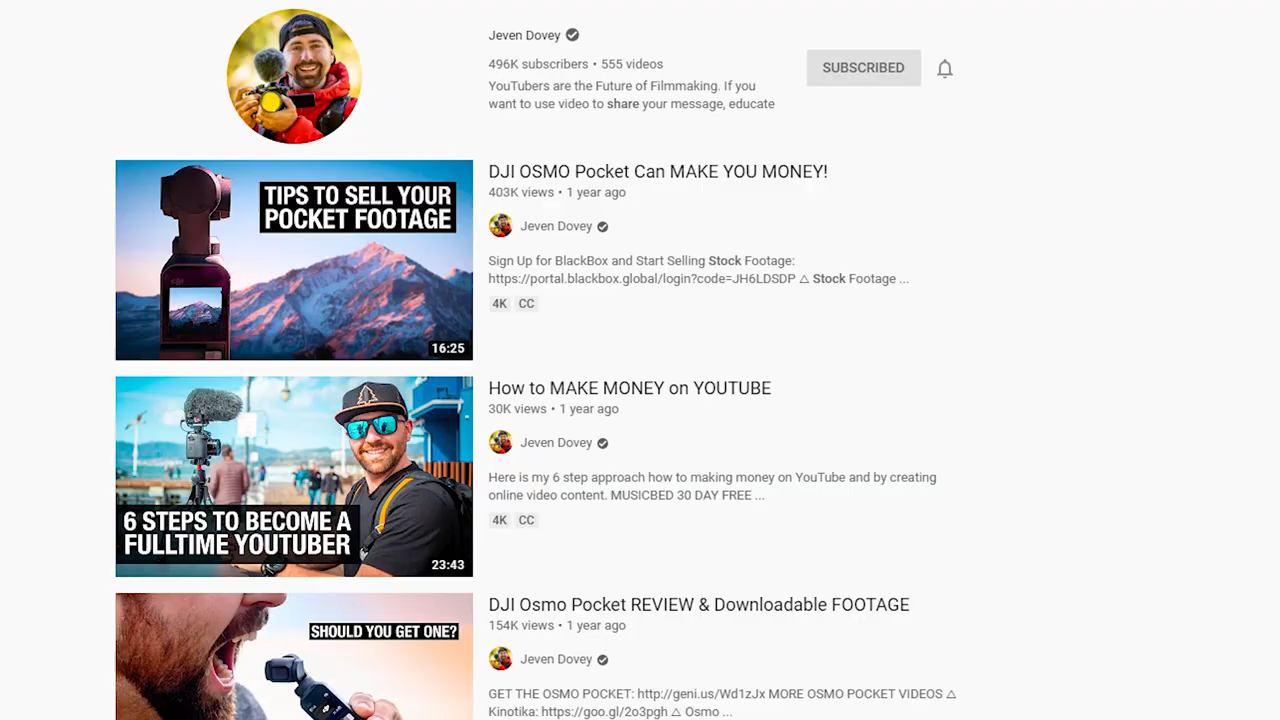 Jeven Dovey
496K subscribers • 555 videos
YouTubers are the Future of Filmmaking. If you
want to use video to share your message, educate
SUBSCRIBED
TIPS TO SELL YOUR
POCKET FOOTAGE
16:25
DJI OSMO Pocket Can MAKE YOU MONEY!
403K views • 1 year ago
Jeven Dovey
Sign Up for BlackBox and Start Selling Stock Footage:
https://portal.blackbox.global/login?code=JH6LDSDP △ Stock Footage ...
4K CC
6 STEPS TO BECOME A
FULLTIME YOUTUBER
23:43
How to MAKE MONEY on YOUTUBE
30K views • 1 year ago
Jeven Dovey
Here is my 6 step approach how to making money on YouTube and by creating
online video content. MUSICBED 30 DAY FREE ...
4K CC
SHOULD YOU GET ONE?
DJI Osmo Pocket REVIEW & Downloadable FOOTAGE
154K views • 1 year ago
Jeven Dovey
GET THE OSMO POCKET: http://geni.us/Wd1zJx MORE OSMO POCKET VIDEOS △
Kinotika: https://goo.gl/2o3pgh △ Osmo ...